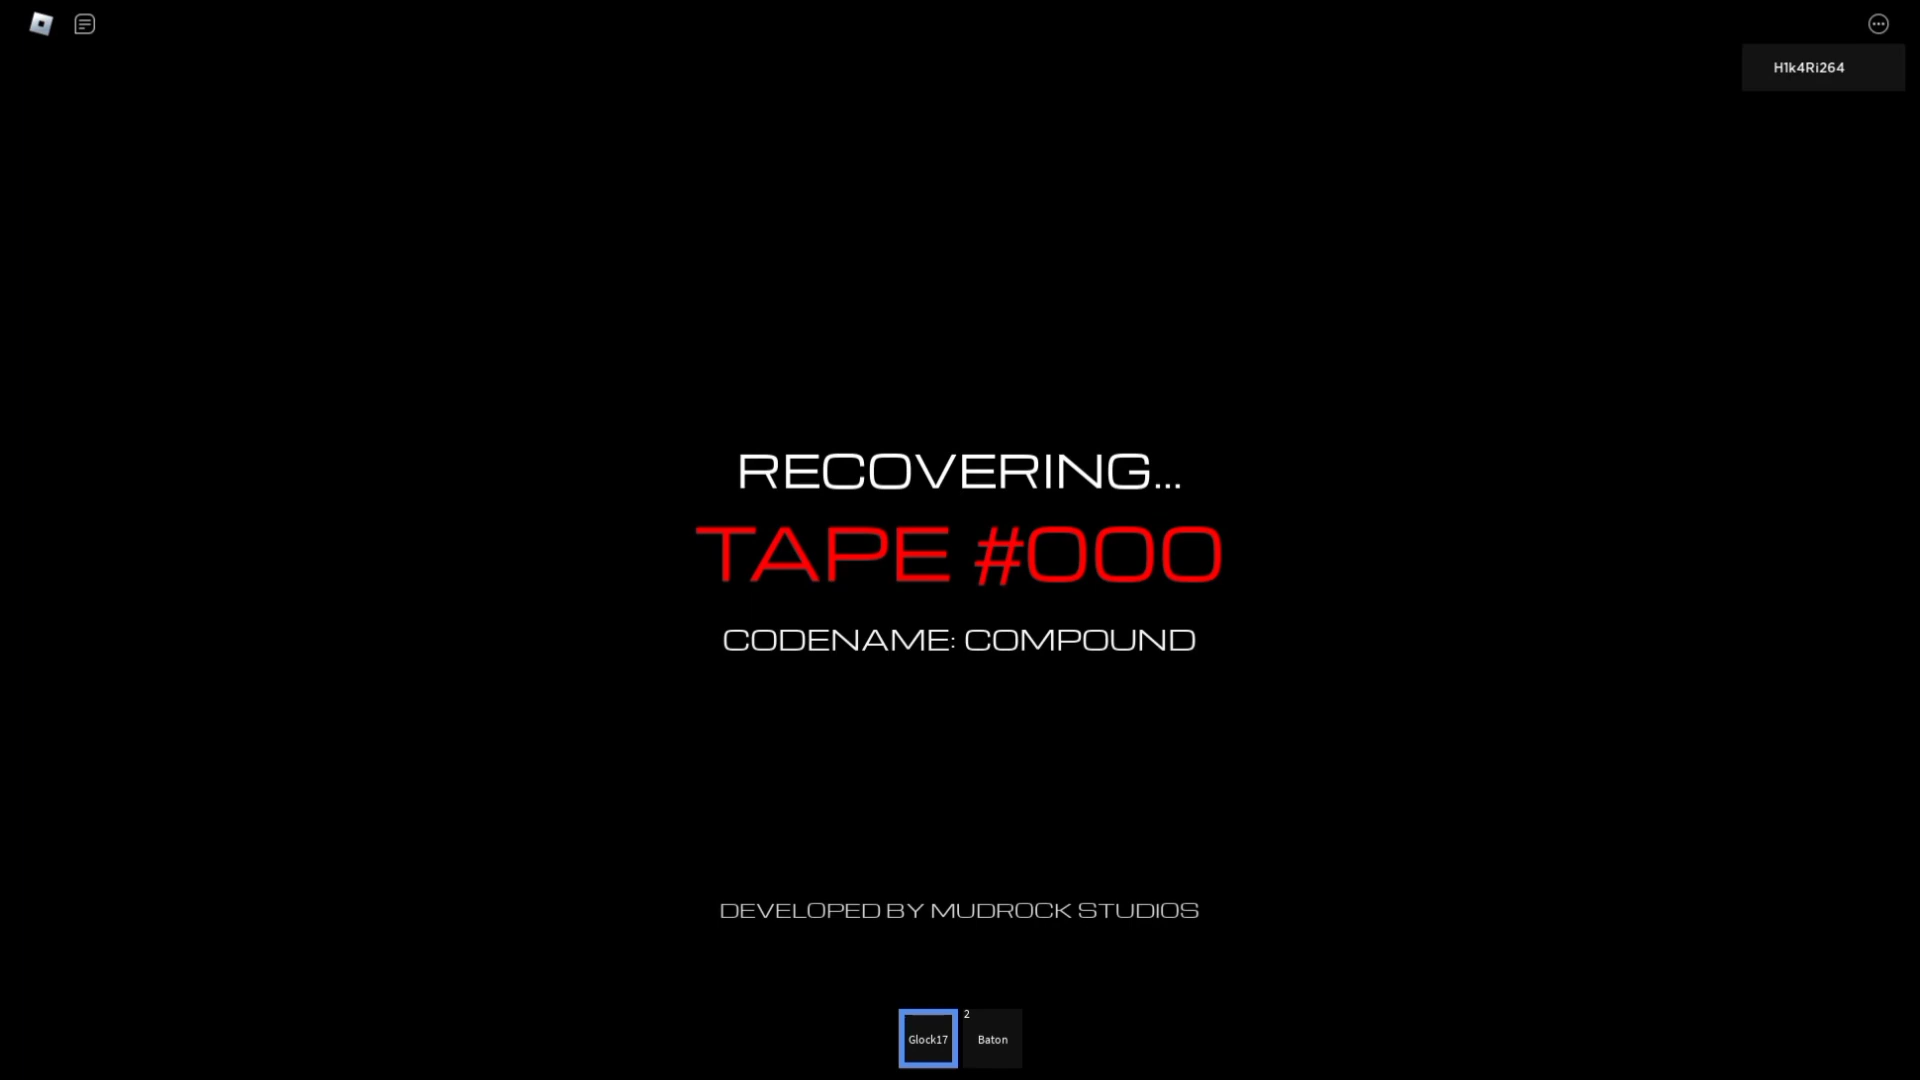 H1k4Ri264
RECOVERING...
TAPE #000
CODENAME: COMPOUND
DEVELOPED BY MUDROCK STUDIOS
Glock17
2
Baton